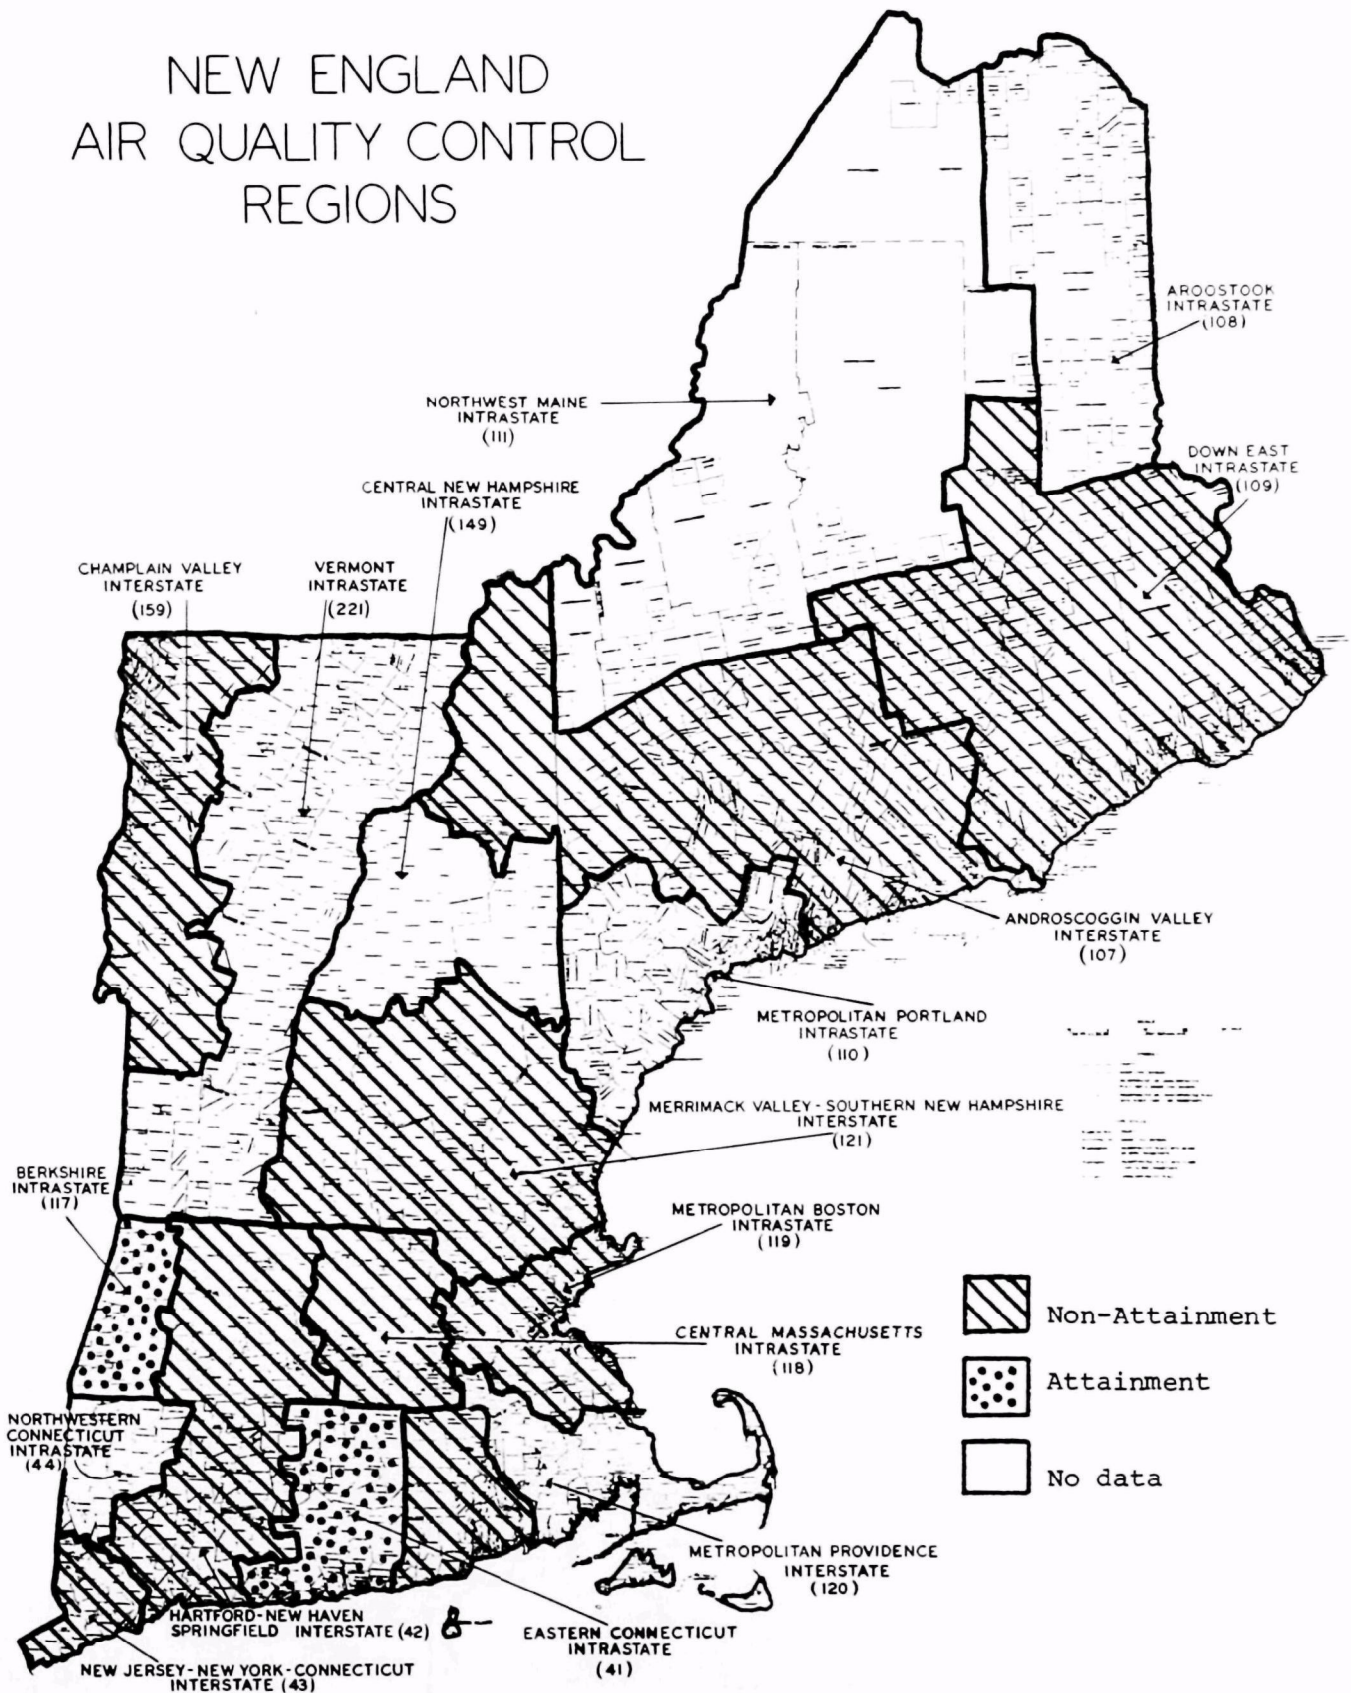 NEW ENGLAND
AIR QUALITY CONTROL
REGIONS
AROOSTOOK
INTRASTATE
(108)
NORTHWEST MAINE
INTRASTATE
(111)
DOWN EAST
INTRASTATE
(109)
CENTRAL NEW HAMPSHIRE
INTRASTATE
(149)
CHAMPLAIN VALLEY
INTERSTATE
(159)
VERMONT
INTRASTATE
(221)
ANDROSCOGGIN VALLEY
INTERSTATE
(107)
METROPOLITAN PORTLAND
INTRASTATE
(110)
MERRIMACK VALLEY-SOUTHERN NEW HAMPSHIRE
INTERSTATE
(121)
BERKSHIRE
INTRASTATE
(117)
METROPOLITAN BOSTON
INTRASTATE
(119)
CENTRAL MASSACHUSETTS
INTRASTATE
(118)
Non-Attainment
Attainment
No data
NORTHWESTERN
CONNECTICUT
INTRASTATE
(44)
METROPOLITAN PROVIDENCE
INTERSTATE
(120)
HARTFORD-NEW HAVEN
SPRINGFIELD INTERSTATE (42)
EASTERN CONNECTICUT
INTRASTATE
(41)
NEW JERSEY-NEW YORK-CONNECTICUT
INTERSTATE (43)